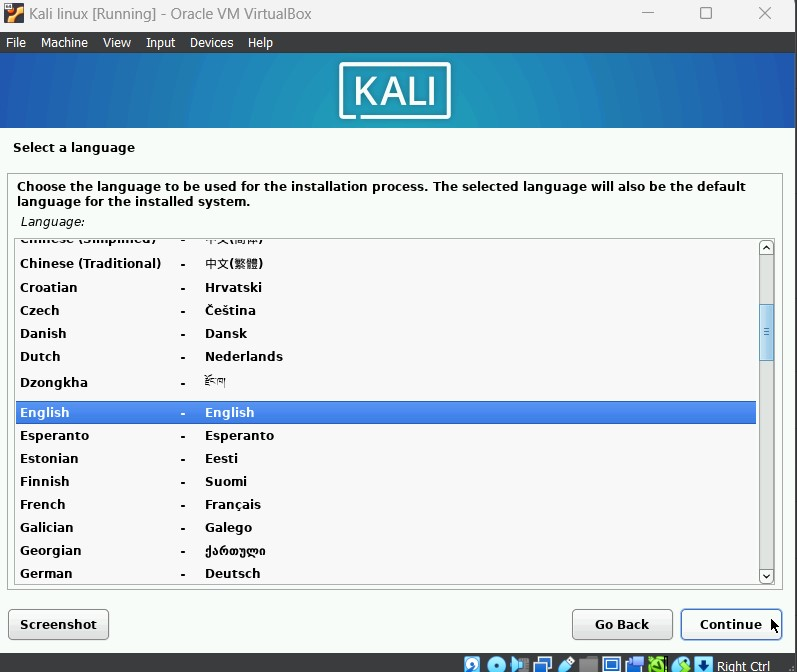 Kali linux [Running] - Oracle VM VirtualBox
File Machine View Input Devices Help
KALI
Select a language
Choose the language to be used for the installation process. The selected language will also be the default
language for the installed system.
Language:
Chinese (Simplified) - 中文(简体)
Chinese (Traditional) - 中文(繁體)
Croatian - Hrvatski
Czech - Čeština
Danish - Dansk
Dutch - Nederlands
Dzongkha - རྫོང་ཁ།
English - English
Esperanto - Esperanto
Estonian - Eesti
Finnish - Suomi
French - Français
Galician - Galego
Georgian - ქართული
German - Deutsch
Screenshot Go Back Continue
Right Ctrl